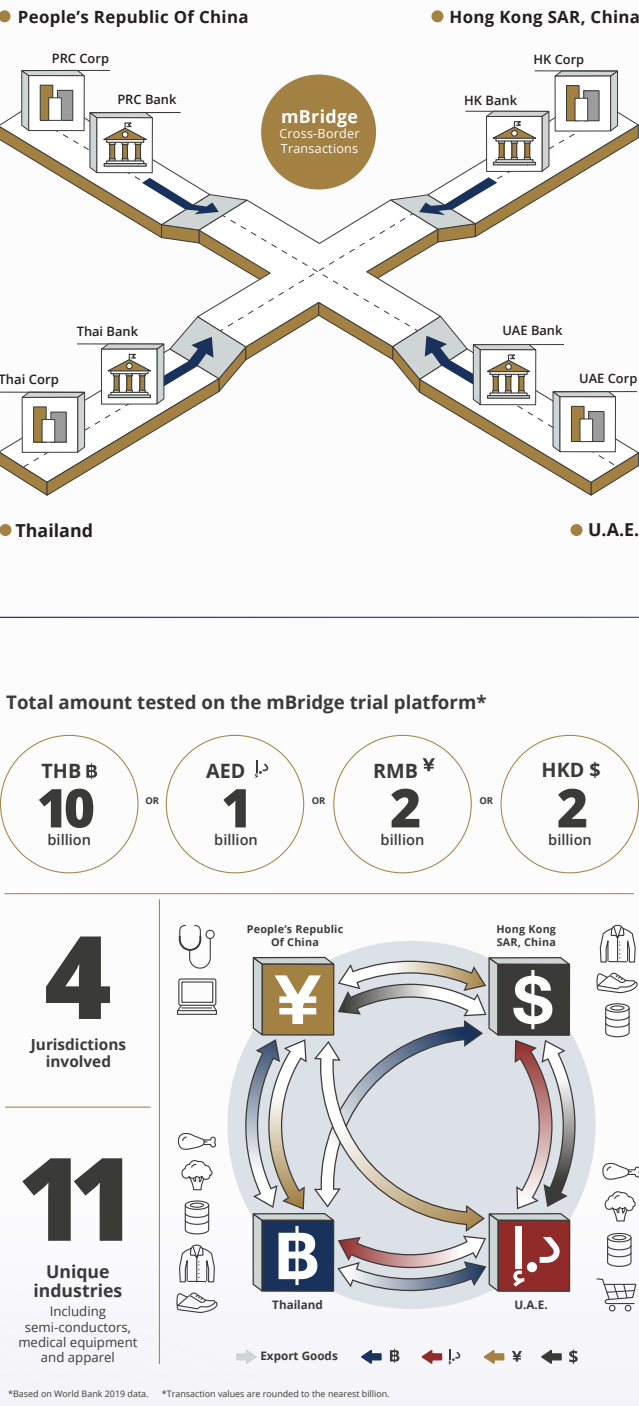 People's Republic Of China
Hong Kong SAR, China
PRC Corp
HK Corp
PRC Bank
HK Bank
mBridge
Cross-Border
Transactions
Thai Bank
UAE Bank
Thai Corp
UAE Corp
Thailand
U.A.E.
Total amount tested on the mBridge trial platform*
THB ฿
10
billion
OR
AED د.إ
1
billion
OR
RMB ¥
2
billion
OR
HKD $
2
billion
4
Jurisdictions
involved
11
Unique
industries
Including
semi-conductors,
medical equipment
and apparel
People's Republic
Of China
Hong Kong
SAR, China
¥
$
฿
د.إ
Thailand
U.A.E.
Export Goods
฿
د.إ
¥
$
*Based on World Bank 2019 data. *Transaction values are rounded to the nearest billion.